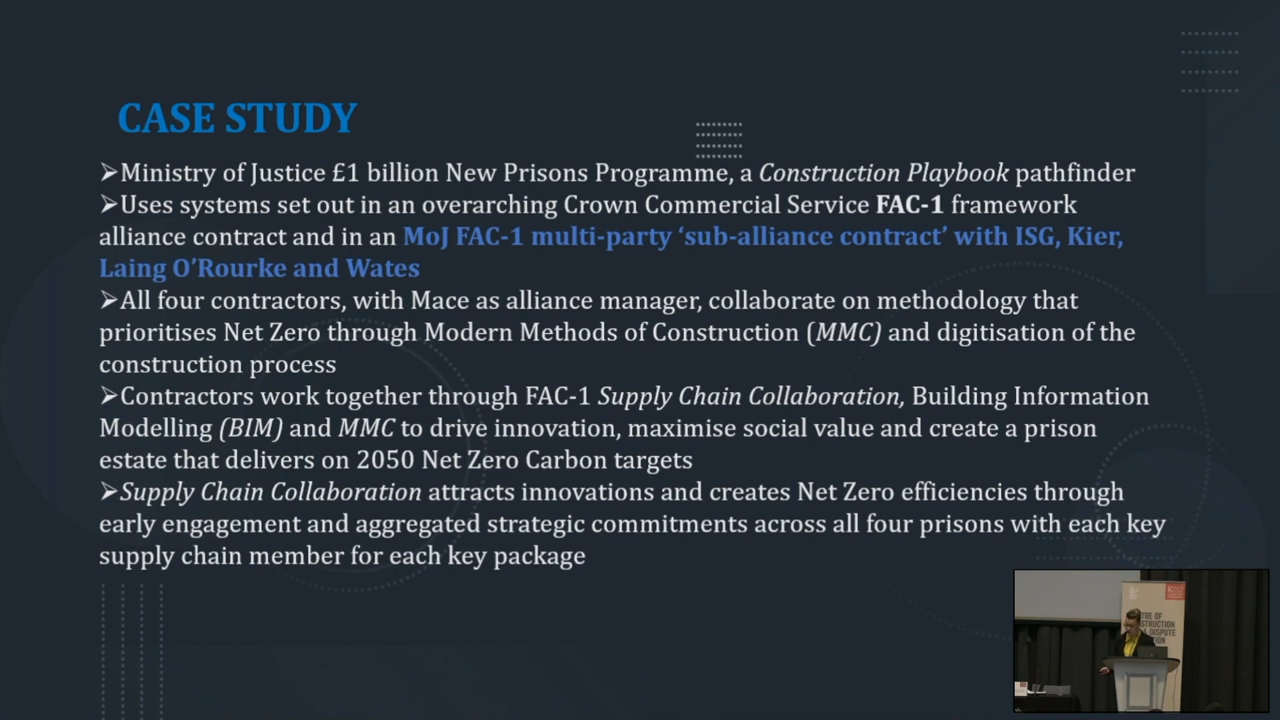 CASE STUDY
➢Ministry of Justice £1 billion New Prisons Programme, a Construction Playbook pathfinder
➢Uses systems set out in an overarching Crown Commercial Service FAC-1 framework
alliance contract and in an MoJ FAC-1 multi-party ‘sub-alliance contract’ with ISG, Kier,
Laing O’Rourke and Wates
➢All four contractors, with Mace as alliance manager, collaborate on methodology that
prioritises Net Zero through Modern Methods of Construction (MMC) and digitisation of the
construction process
➢Contractors work together through FAC-1 Supply Chain Collaboration, Building Information
Modelling (BIM) and MMC to drive innovation, maximise social value and create a prison
estate that delivers on 2050 Net Zero Carbon targets
➢Supply Chain Collaboration attracts innovations and creates Net Zero efficiencies through
early engagement and aggregated strategic commitments across all four prisons with each key
supply chain member for each key package